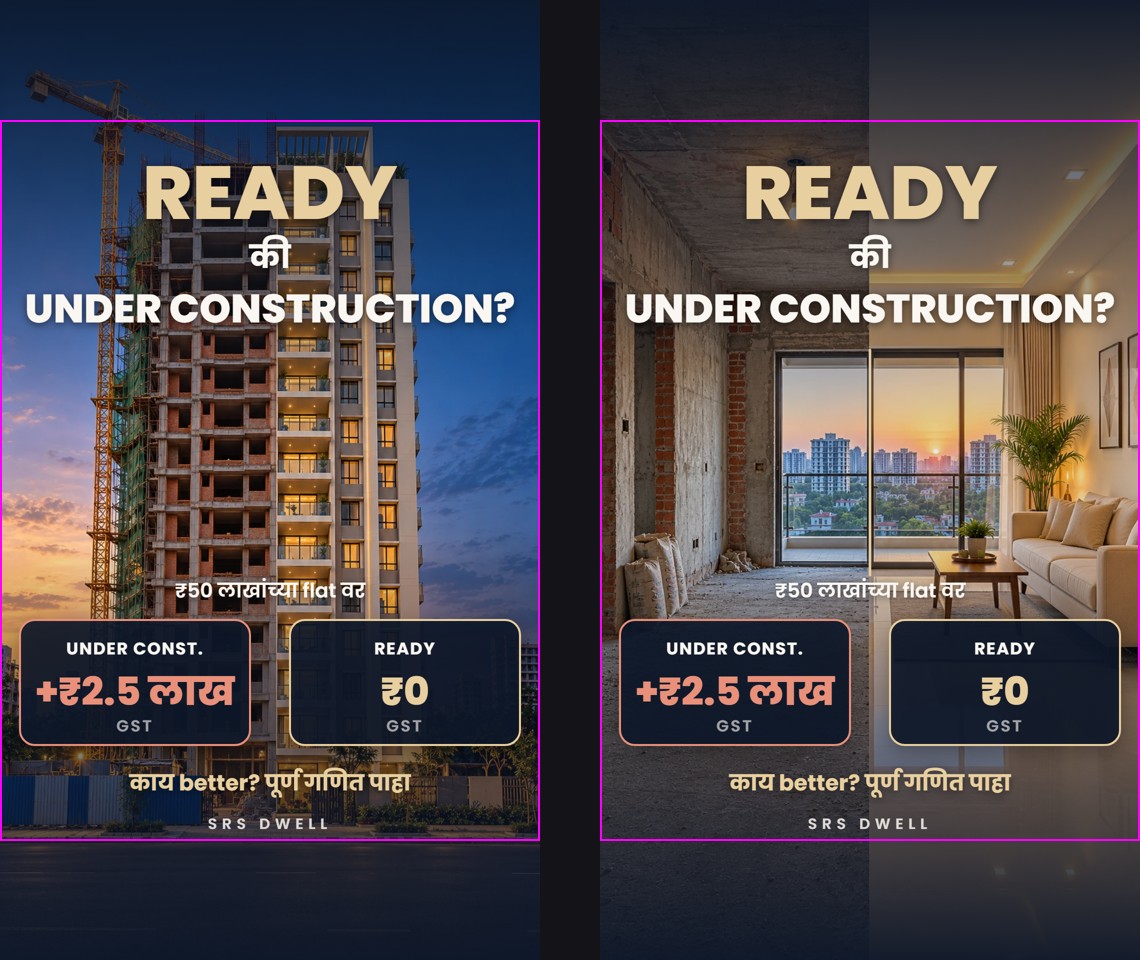 READY
की
UNDER CONSTRUCTION?
₹50 लाखांच्या flat वर
UNDER CONST.
+₹2.5 लाख
GST
READY
₹0
GST
काय better? पूर्ण गणित पाहा
SRS DWELL
READY
की
UNDER CONSTRUCTION?
₹50 लाखांच्या flat वर
UNDER CONST.
+₹2.5 लाख
GST
READY
₹0
GST
काय better? पूर्ण गणित पाहा
SRS DWELL